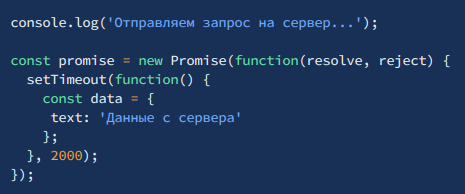 console.log('Отправляем запрос на сервер...');
const promise = new Promise(function(resolve, reject) {
setTimeout(function() {
const data = {
text: 'Данные с сервера'
};
}, 2000);
});